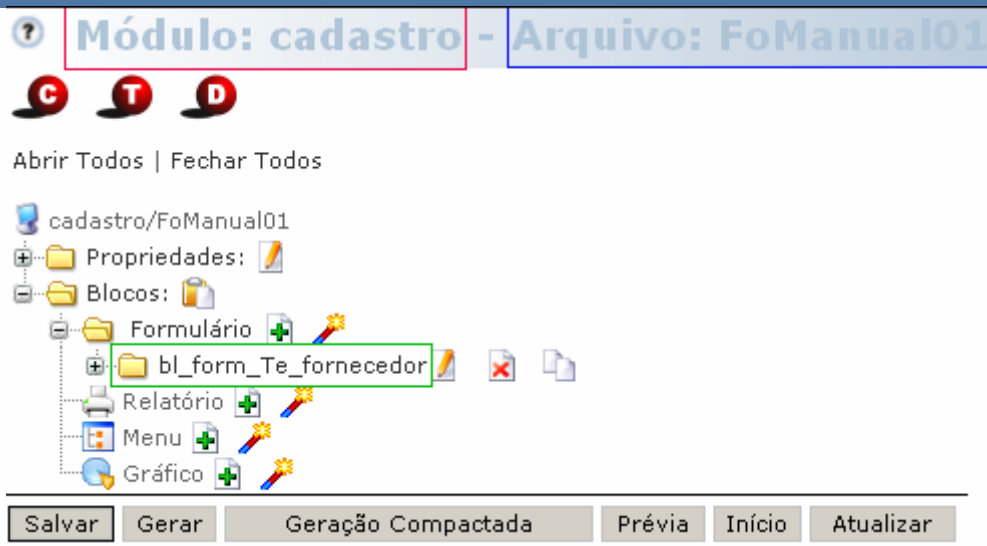 ? Módulo: cadastro - Arquivo: FoManual01
C T D
Abrir Todos | Fechar Todos
cadastro/FoManual01
Propriedades:
Blocos:
Formulário
bl_form_Te_fornecedor
Relatório
Menu
Gráfico
Salvar Gerar Geração Compactada Prévia Início Atualizar